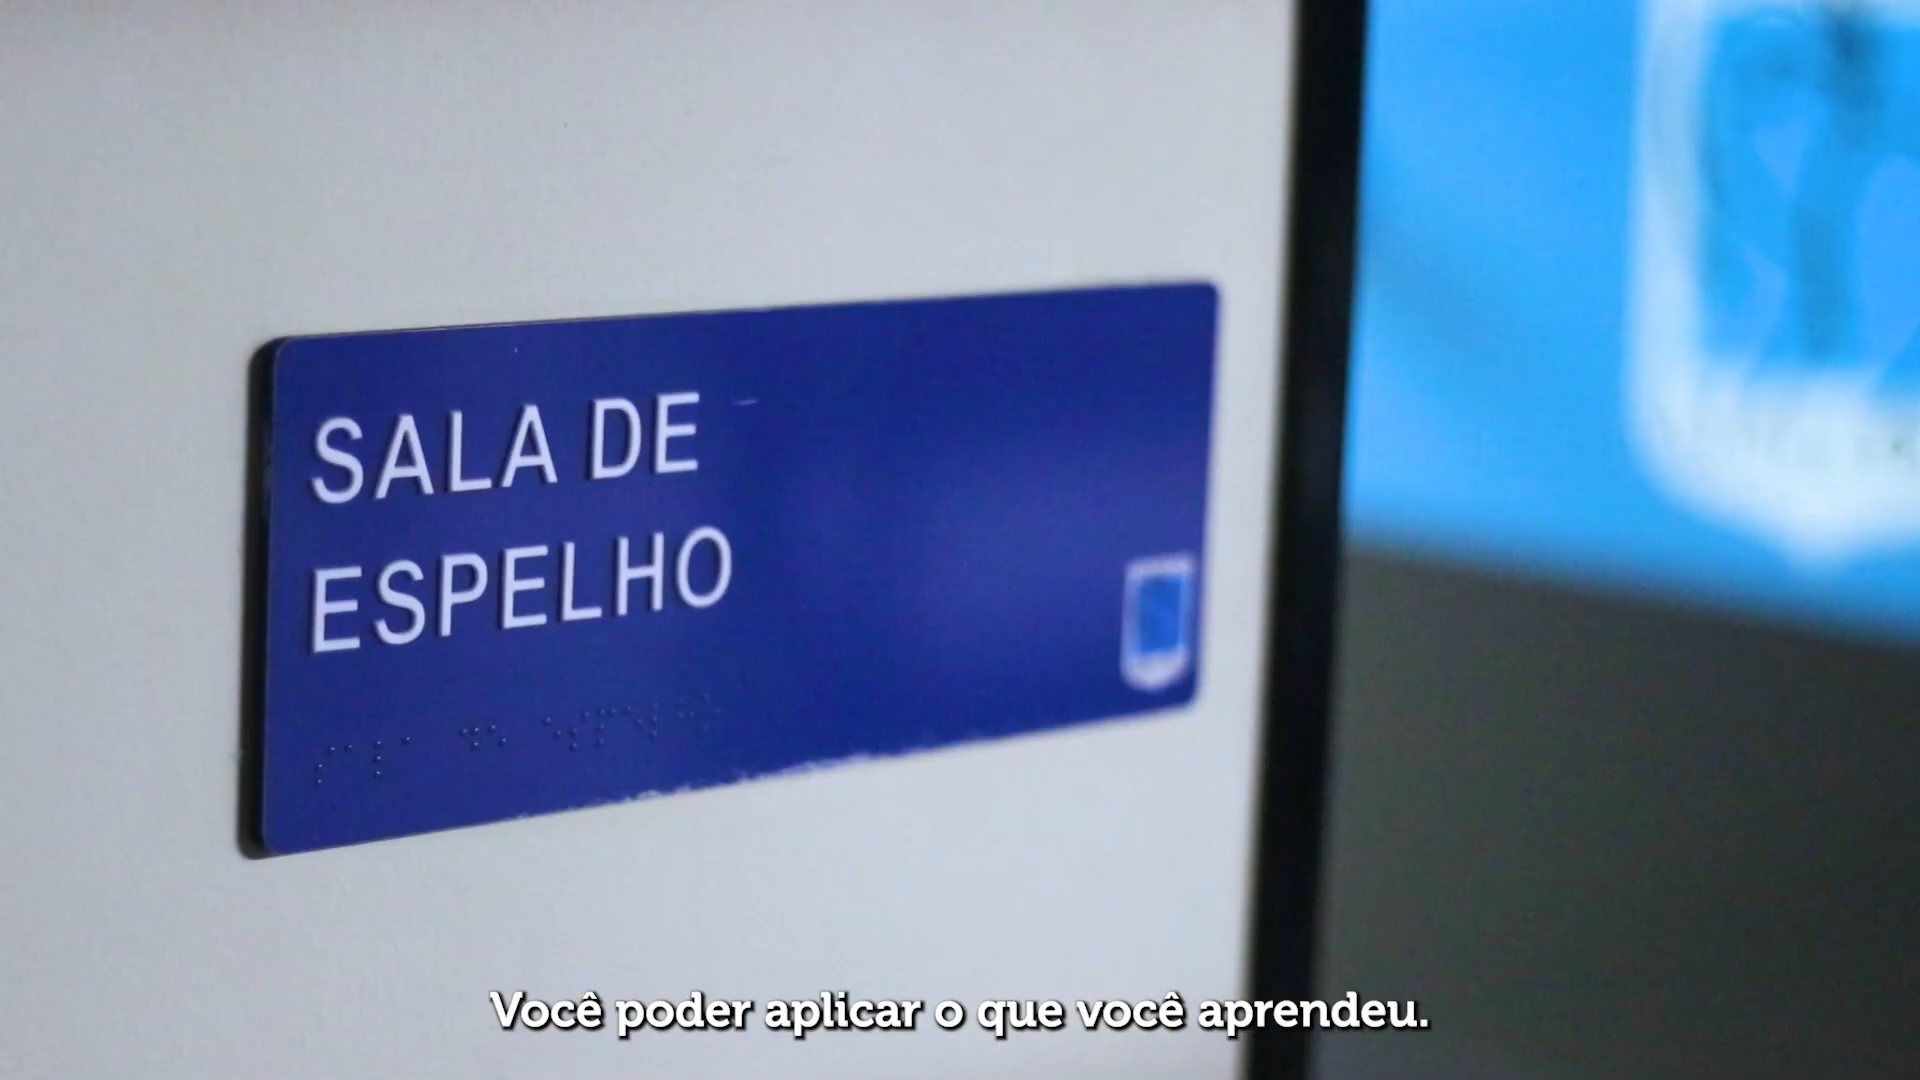 SALA DE
ESPELHO
Você poder aplicar o que você aprendeu.